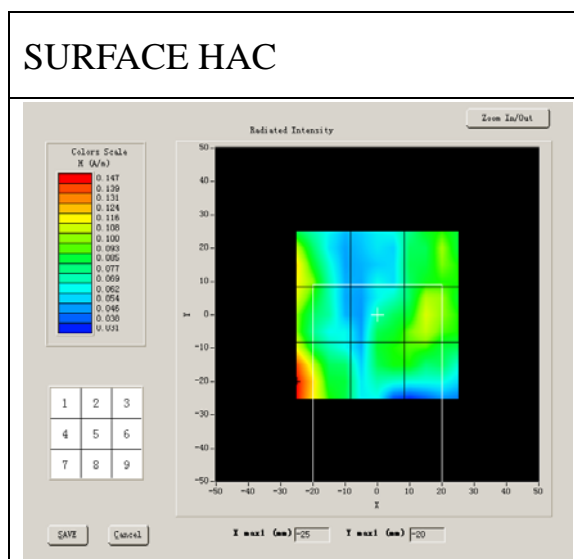 SURFACE HAC
Zoom In/Out
Radiated Intensity
Colors Scale
H (A/m)
0.147
0.139
0.131
0.124
0.116
0.108
0.100
0.093
0.085
0.077
0.069
0.062
0.054
0.046
0.038
0.031
50
40
30
20
10
0
-10
-20
-30
-40
-50
Y
-50 -40 -30 -20 -10 0 10 20 30 40 50
X
1 2 3
4 5 6
7 8 9
SAVE Cancel
X max1 (mm) -25 Y max1 (mm) -20